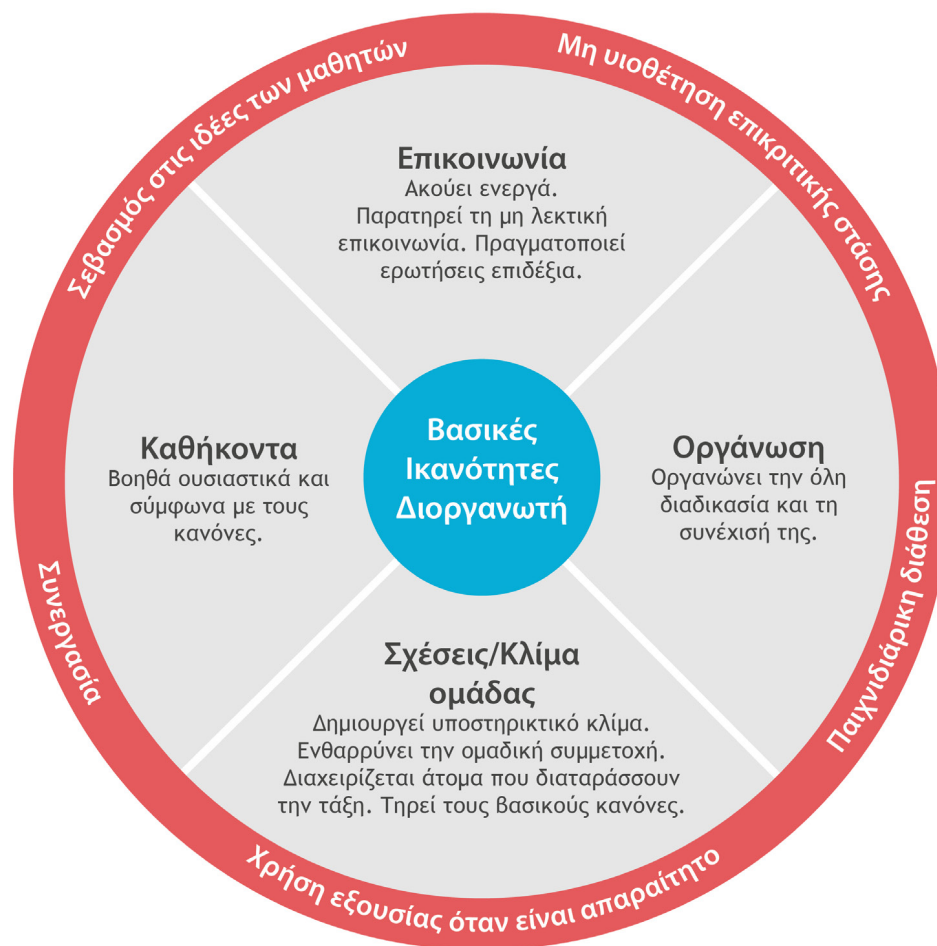 Σεβασμός στις ιδέες των μαθητών
Μη υιοθέτηση επικριτικής στάσης
Επικοινωνία
Ακούει ενεργά.
Παρατηρεί τη μη λεκτική
επικοινωνία. Πραγματοποιεί
ερωτήσεις επιδέξια.
Καθήκοντα
Βοηθά ουσιαστικά και
σύμφωνα με τους
κανόνες.
Βασικές
Ικανότητες
Διοργανωτή
Οργάνωση
Οργανώνει την όλη
διαδικασία και τη
συνέχισή της.
Σχέσεις/Κλίμα
ομάδας
Δημιουργεί υποστηρικτικό κλίμα.
Ενθαρρύνει την ομαδική συμμετοχή.
Διαχειρίζεται άτομα που διαταράσσουν
την τάξη. Τηρεί τους βασικούς κανόνες.
Συνεργασία
Παιχνιδιάρικη διάθεση
Χρήση εξουσίας όταν είναι απαραίτητο